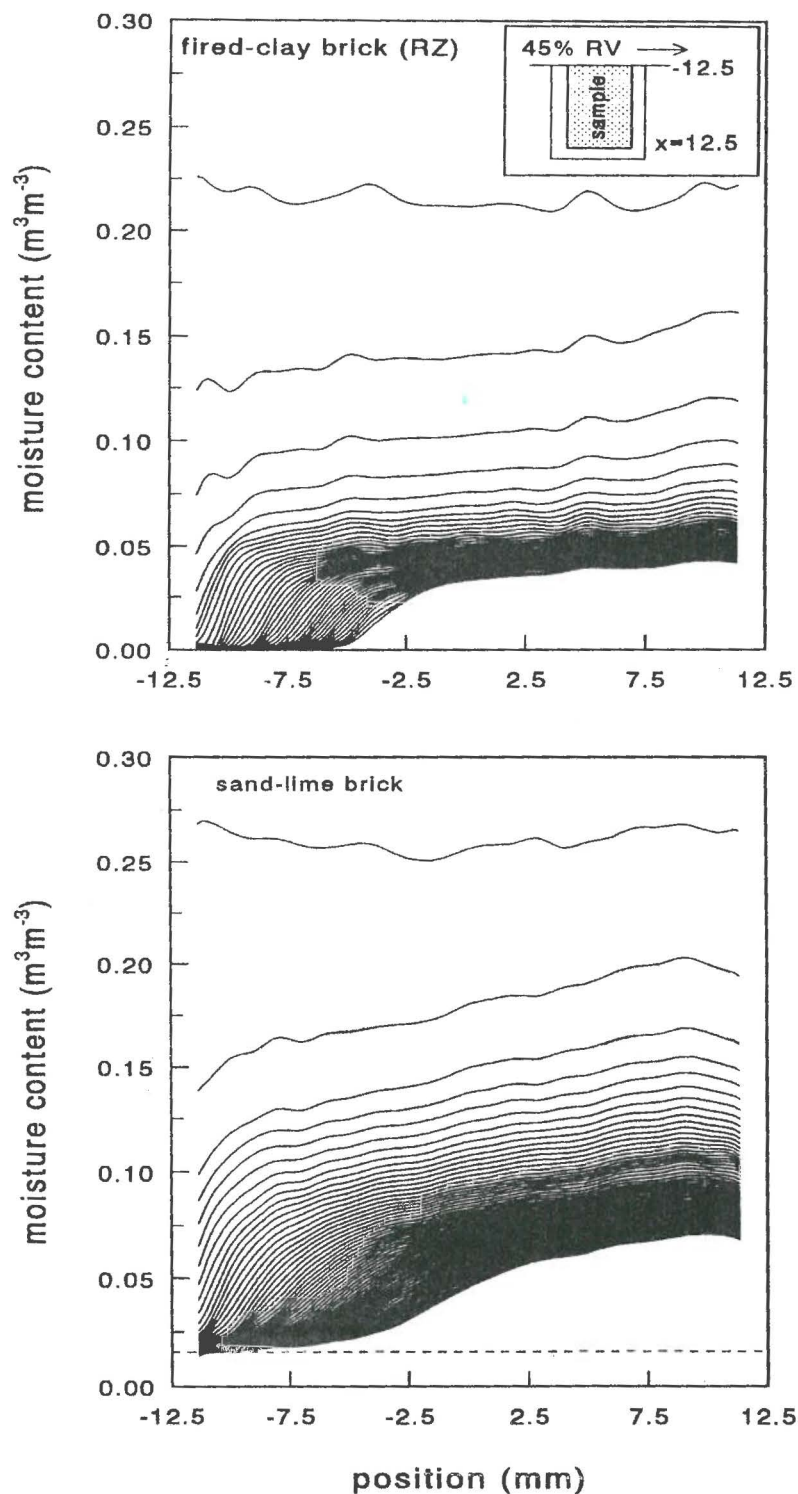 0.30
fired-clay brick (RZ)
45% RV
-12.5
sample
x=12.5
0.25
0.20
0.15
0.10
0.05
0.00
moisture content (m³m⁻³)
-12.5 -7.5 -2.5 2.5 7.5 12.5
0.30
sand-lime brick
0.25
0.20
0.15
0.10
0.05
0.00
moisture content (m³m⁻³)
-12.5 -7.5 -2.5 2.5 7.5 12.5
position (mm)